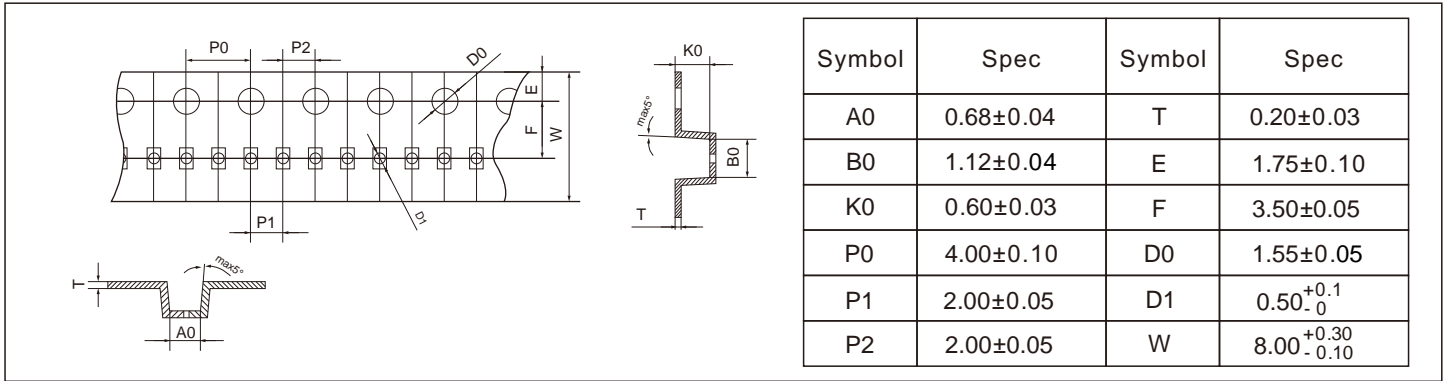 P0
P2
D0
E
F
W
D1
P1
T
max5°
A0
K0
max5°
B0
T
Symbol Spec Symbol Spec
A0 0.68±0.04 T 0.20±0.03
B0 1.12±0.04 E 1.75±0.10
K0 0.60±0.03 F 3.50±0.05
P0 4.00±0.10 D0 1.55±0.05
P1 2.00±0.05 D1 0.50 +0.1 - 0
P2 2.00±0.05 W 8.00 +0.30 - 0.10